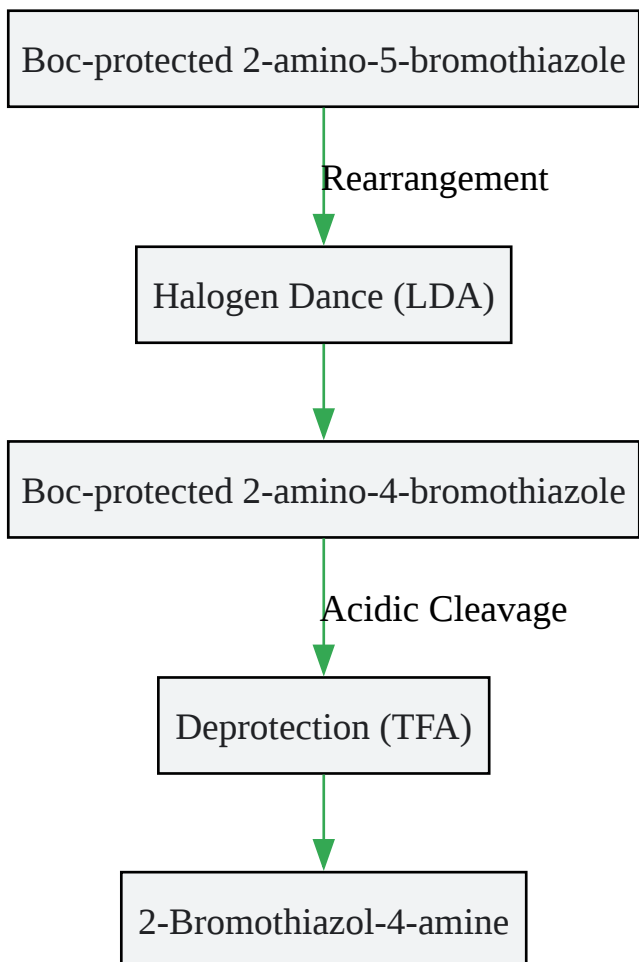 Boc-protected 2-amino-5-bromothiazole
Rearrangement
Halogen Dance (LDA)
Boc-protected 2-amino-4-bromothiazole
Acidic Cleavage
Deprotection (TFA)
2-Bromothiazol-4-amine